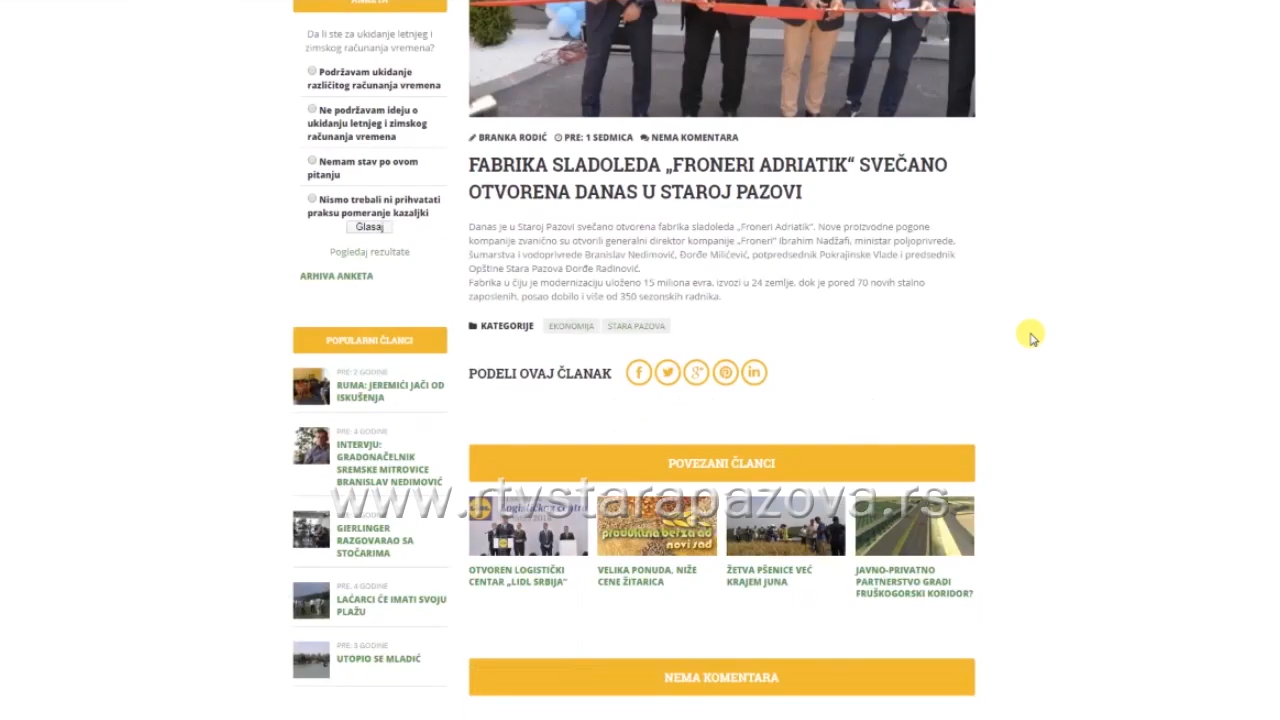 Da li ste za ukidanje letnjeg i
zimskog računanja vremena?
Podržavam ukidanje
različitog računanja vremena
Ne podržavam ideju o
ukidanju letnjeg i zimskog
računanja vremena
Nemam stav po ovom
pitanju
Nismo trebali ni prihvatati
praksu pomeranje kazaljki
Glasaj
Pogledaj rezultate
ARHIVA ANKETA
POPULARNI ČLANCI
PRE: 2 GODINE
RUMA: JEREMIĆI JAČI OD
ISKUŠENJA
PRE: 4 GODINE
INTERVJU:
GRADONAČELNIK
SREMSKE MITROVICE
BRANISLAV NEDIMOVIĆ
GIERLINGER
RAZGOVARAO SA
STOČARIMA
PRE: 4 GODINE
LAĆARCI ĆE IMATI SVOJU
PLAŽU
PRE: 5 GODINE
UTOPIO SE MLADIĆ
BRANKA RODIĆ PRE: 1 SEDMICA NEMA KOMENTARA
FABRIKA SLADOLEDA „FRONERI ADRIATIK“ SVEČANO
OTVORENA DANAS U STAROJ PAZOVI
Danas je u Staroj Pazovi svečano otvorena fabrika sladoleda „Froneri Adriatik“. Nove proizvodne pogone
kompanije zvanično su otvorili generalni direktor kompanije „Froneri“ Ibrahim Nadžafi, ministar poljoprivrede,
šumarstva i vodoprivrede Branislav Nedimović, Đorđe Milićević, potpredsednik Pokrajinske Vlade i predsednik
Opštine Stara Pazova Đorđe Radinović.
Fabrika u čiju je modernizaciju uloženo 15 miliona evra, izvozi u 24 zemlje, dok je pored 70 novih stalno
zaposlenih, posao dobilo i više od 350 sezonskih radnika.
KATEGORIJE EKONOMIJA STARA PAZOVA
PODELI OVAJ ČLANAK
POVEZANI ČLANCI
www.rtvstarapazova.rs
produktna berza ad
novi sad
OTVOREN LOGISTIČKI
CENTAR „LIDL SRBIJA“
VELIKA PONUDA, NIŽE
CENE ŽITARICA
ŽETVA PŠENICE VEĆ
KRAJEM JUNA
JAVNO-PRIVATNO
PARTNERSTVO GRADI
FRUŠKOGORSKI KORIDOR?
NEMA KOMENTARA